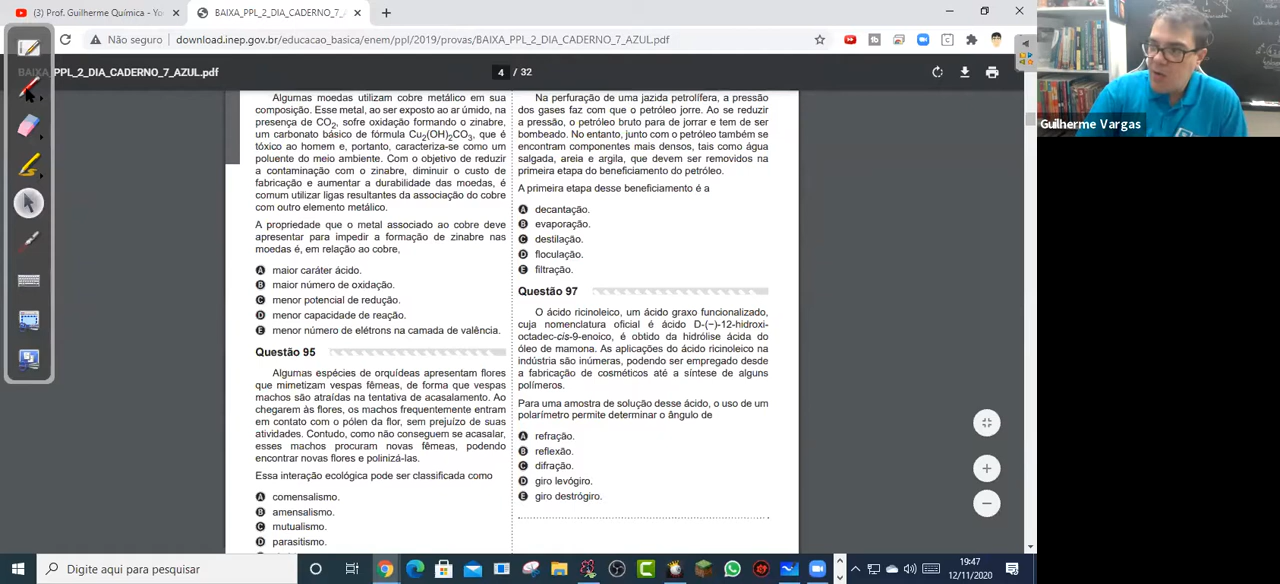 (3) Prof. Guilherme Química - Yo
BAIXA_PPL_2_DIA_CADERNO_7_A
Não seguro
download.inep.gov.br/educacao_basica/enem/ppl/2019/provas/BAIXA_PPL_2_DIA_CADERNO_7_AZUL.pdf
BAIXA_PPL_2_DIA_CADERNO_7_AZUL.pdf
4 / 32
Algumas moedas utilizam cobre metálico em sua
composição. Esse metal, ao ser exposto ao ar úmido, na
presença de CO2, sofre oxidação formando o zinabre,
um carbonato básico de fórmula Cu2(OH)2CO3, que é
tóxico ao homem e, portanto, caracteriza-se como um
poluente do meio ambiente. Com o objetivo de reduzir
a contaminação com o zinabre, diminuir o custo de
fabricação e aumentar a durabilidade das moedas, é
comum utilizar ligas resultantes da associação do cobre
com outro elemento metálico.
A propriedade que o metal associado ao cobre deve
apresentar para impedir a formação de zinabre nas
moedas é, em relação ao cobre,
A maior caráter ácido.
B maior número de oxidação.
C menor potencial de redução.
D menor capacidade de reação.
E menor número de elétrons na camada de valência.
Questão 95
Algumas espécies de orquídeas apresentam flores
que mimetizam vespas fêmeas, de forma que vespas
machos são atraídas na tentativa de acasalamento. Ao
chegarem às flores, os machos frequentemente entram
em contato com o pólen da flor, sem prejuízo de suas
atividades. Contudo, como não conseguem se acasalar,
esses machos procuram novas fêmeas, podendo
encontrar novas flores e polinizá-las.
Essa interação ecológica pode ser classificada como
A comensalismo.
B amensalismo.
C mutualismo.
D parasitismo.
Na perfuração de uma jazida petrolífera, a pressão
dos gases faz com que o petróleo jorre. Ao se reduzir
a pressão, o petróleo bruto para de jorrar e tem de ser
bombeado. No entanto, junto com o petróleo também se
encontram componentes mais densos, tais como água
salgada, areia e argila, que devem ser removidos na
primeira etapa do beneficiamento do petróleo.
A primeira etapa desse beneficiamento é a
A decantação.
B evaporação.
C destilação.
D floculação.
E filtração.
Questão 97
O ácido ricinoleico, um ácido graxo funcionalizado,
cuja nomenclatura oficial é ácido D-(−)-12-hidroxi-
octadec-cis-9-enoico, é obtido da hidrólise ácida do
óleo de mamona. As aplicações do ácido ricinoleico na
indústria são inúmeras, podendo ser empregado desde
a fabricação de cosméticos até a síntese de alguns
polímeros.
Para uma amostra de solução desse ácido, o uso de um
polarímetro permite determinar o ângulo de
A refração.
B reflexão.
C difração.
D giro levógiro.
E giro destrógiro.
Guilherme Vargas
Digite aqui para pesquisar
19:47
12/11/2020